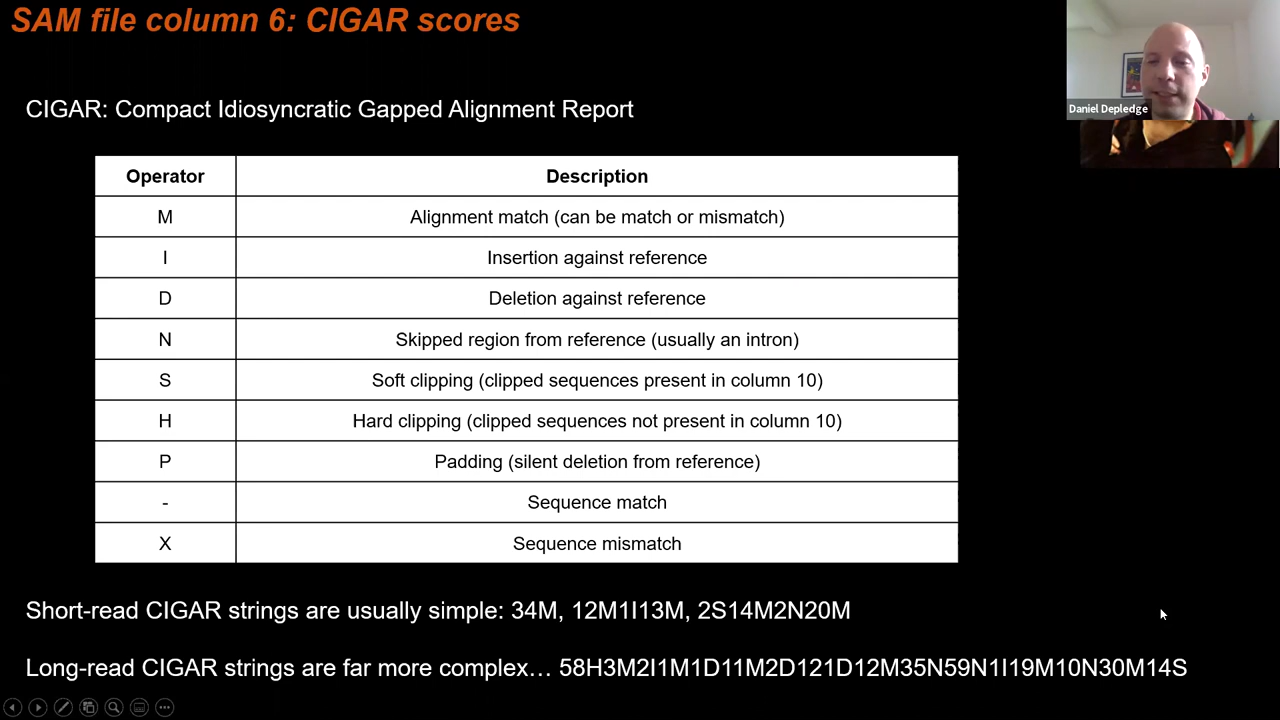 SAM file column 6: CIGAR scores
Daniel Depledge
CIGAR: Compact Idiosyncratic Gapped Alignment Report
Operator Description
M Alignment match (can be match or mismatch)
I Insertion against reference
D Deletion against reference
N Skipped region from reference (usually an intron)
S Soft clipping (clipped sequences present in column 10)
H Hard clipping (clipped sequences not present in column 10)
P Padding (silent deletion from reference)
- Sequence match
X Sequence mismatch
Short-read CIGAR strings are usually simple: 34M, 12M1I13M, 2S14M2N20M
Long-read CIGAR strings are far more complex… 58H3M2I1M1D11M2D121D12M35N59N1I19M10N30M14S